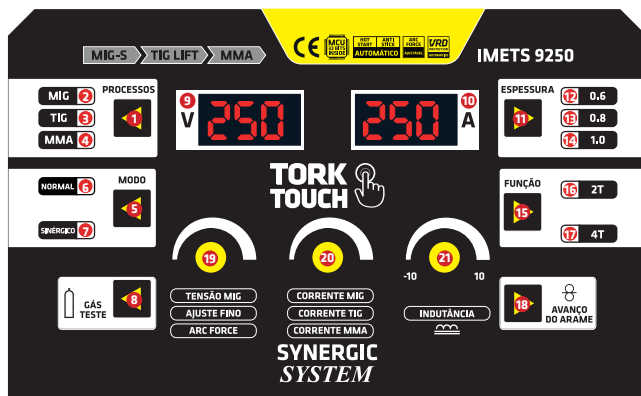 MIG-S TIG LIFT MMA
CE
MCU
32 BITS
INSIDE
HOT
START
ANTI
STICK
AUTOMÁTICO
ARC
FORCE
AJUSTÁVEL
VRD
IMETS 9250
PROCESSOS
MIG 2
TIG 3
MMA 4
1
9
V
250
250
10
A
ESPESSURA
11
12 0.6
13 0.8
14 1.0
TORK
TOUCH
MODO
NORMAL 6
SINÉRGICO 7
5
FUNÇÃO
15
16 2T
17 4T
19
20
21
-10 10
GÁS
TESTE
8
TENSÃO MIG
AJUSTE FINO
ARC FORCE
CORRENTE MIG
CORRENTE TIG
CORRENTE MMA
INDUTÂNCIA
18
AVANÇO
DO ARAME
SYNERGIC
SYSTEM